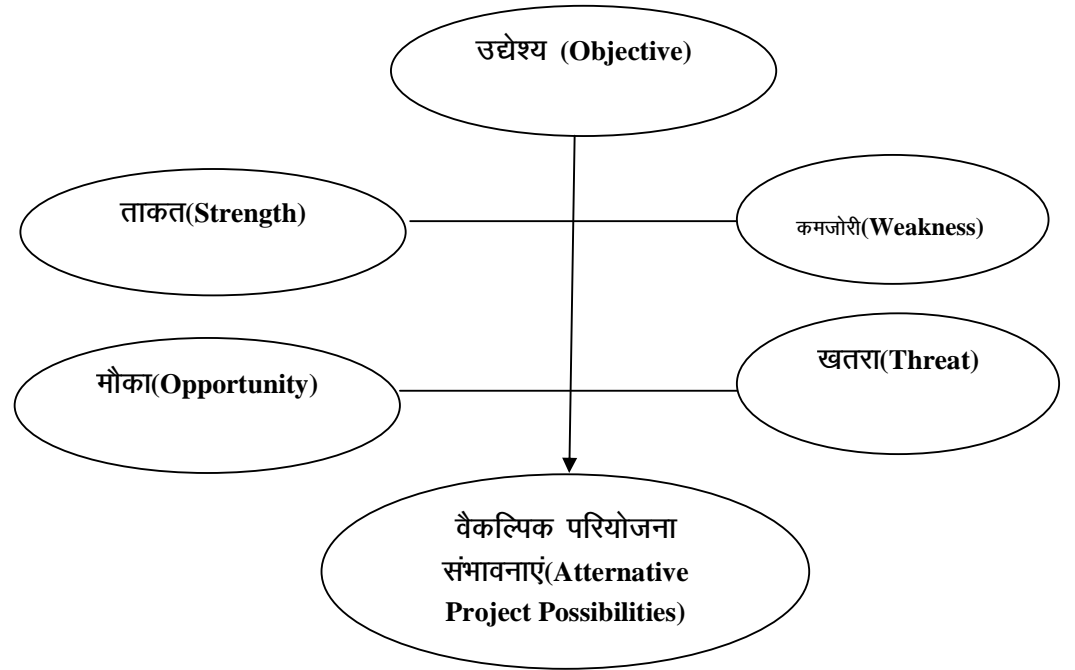 उद्येश्य (Objective)
ताकत(Strength)
कमजोरी(Weakness)
मौका(Opportunity)
खतरा(Threat)
वैकल्पिक परियोजना
संभावनाएं(Atternative
Project Possibilities)